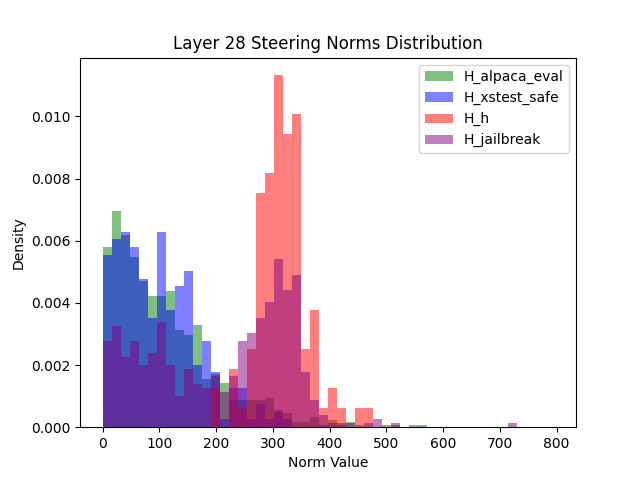 Layer 28 Steering Norms Distribution
H_alpaca_eval
H_xstest_safe
H_h
H_jailbreak
0.010
0.008
0.006
0.004
0.002
0.000
Density
0 100 200 300 400 500 600 700 800
Norm Value